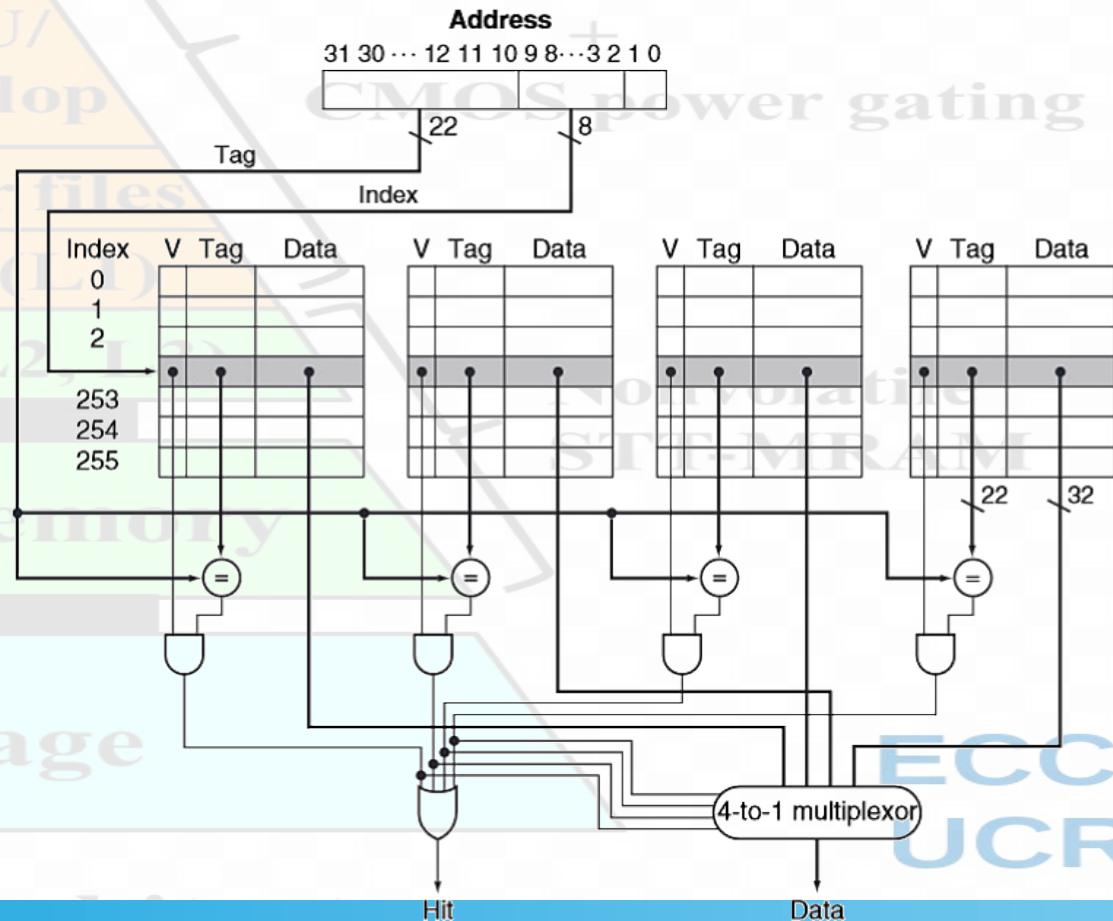 Address
31 30 ··· 12 11 10 9 8 ··· 3 2 1 0
CMOS power gating
22
8
Tag
Index
Index V Tag Data V Tag Data V Tag Data V Tag Data
0
1
2
253
254
255
Nonvolatile
STT-MRAM
22 32
= = = =
4-to-1 multiplexor
ECC
UCR
Hit
Data